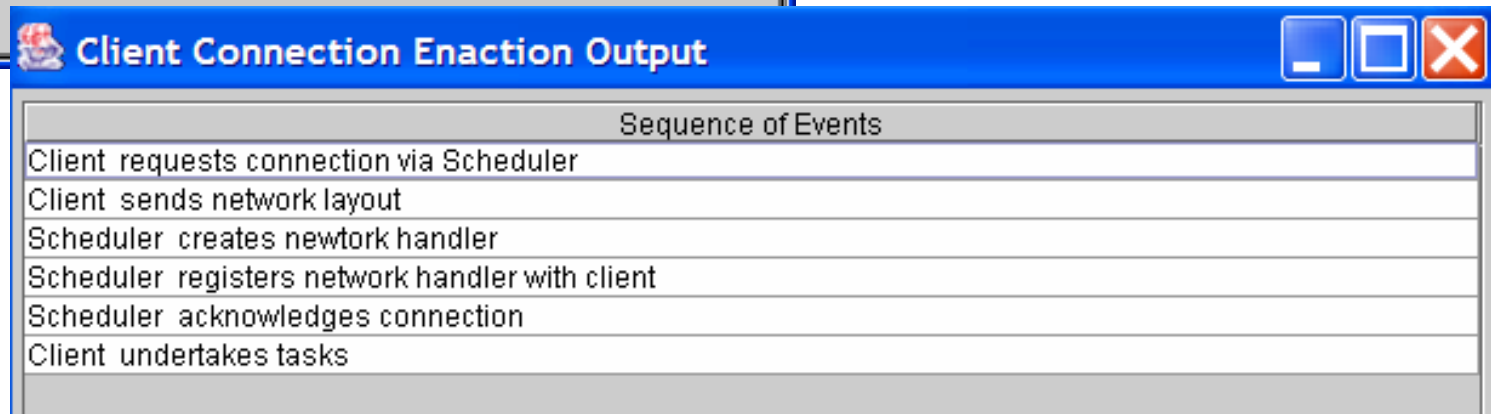 Client Connection Enaction Output
Sequence of Events
Client requests connection via Scheduler
Client sends network layout
Scheduler creates newtork handler
Scheduler registers network handler with client
Scheduler acknowledges connection
Client undertakes tasks